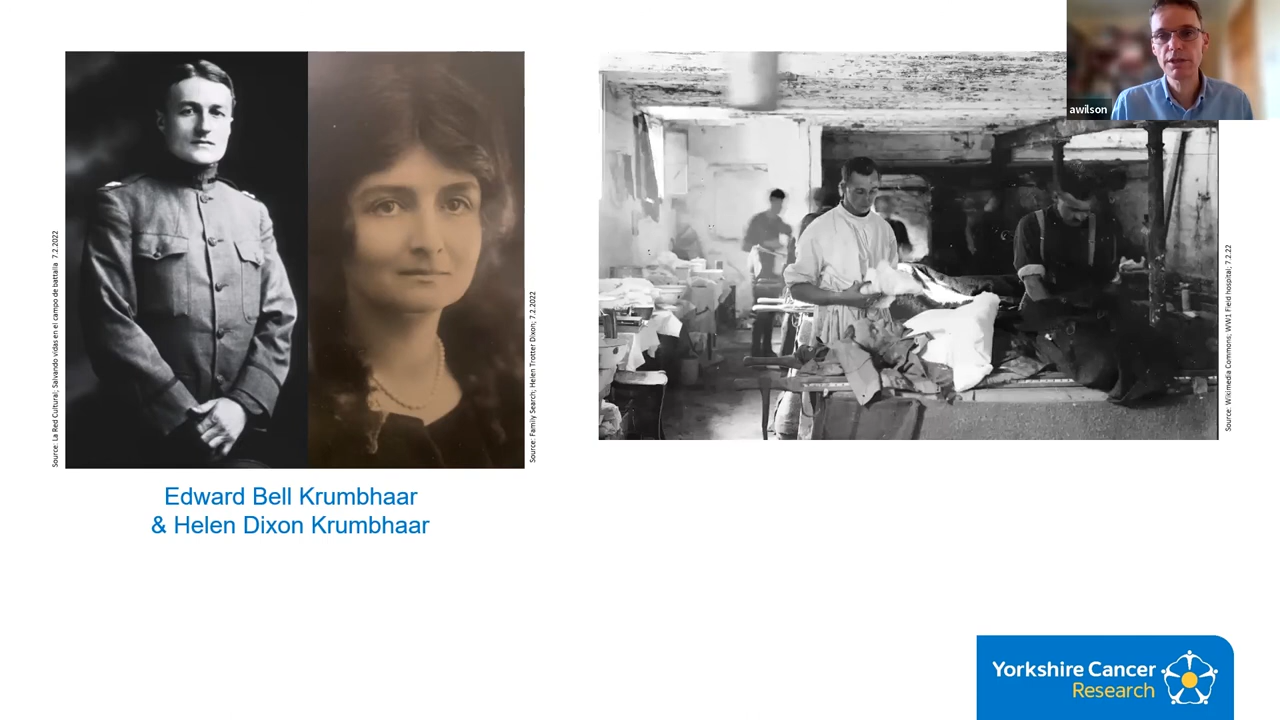 awilson
Source: La Red Cultural; Salvando vidas en el campo de battaila 7.2.2022
Source: Family Search; Helen Trotter Dixon; 7.2.2022
Source: Wikimedia Commons; WW1 Field hospital; 7.2.22
Edward Bell Krumbhaar
& Helen Dixon Krumbhaar
Yorkshire Cancer
Research